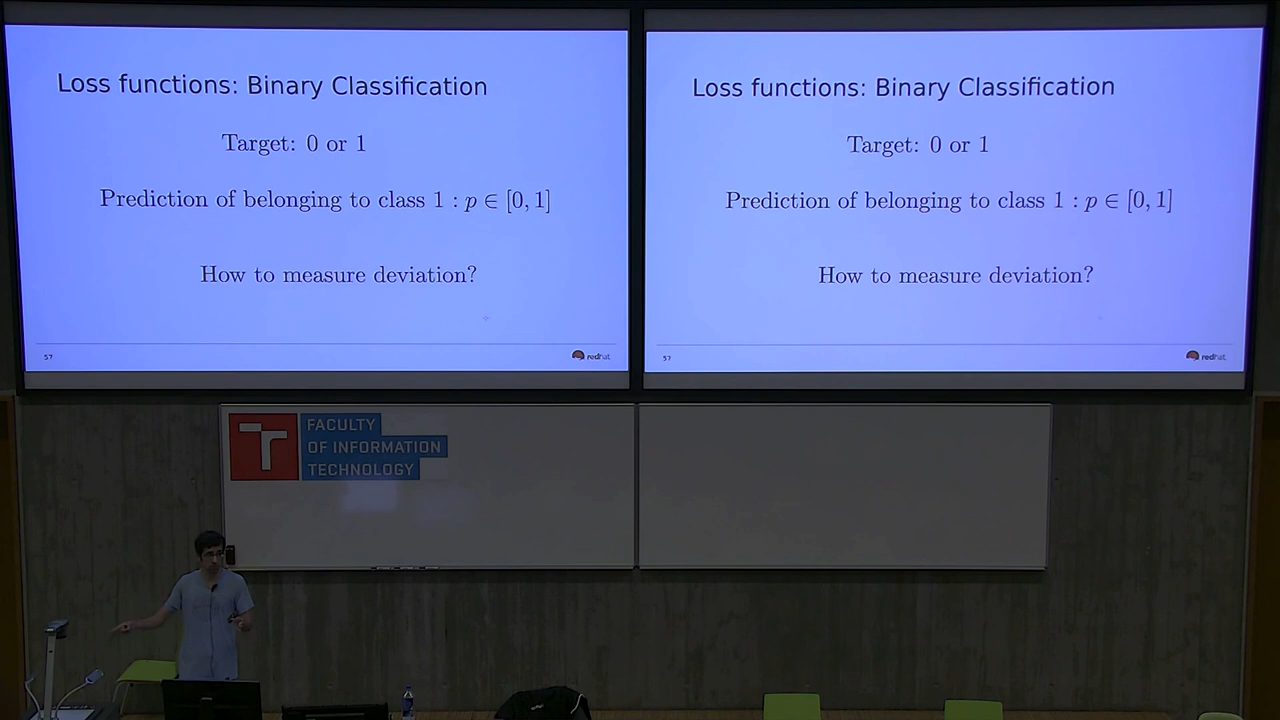 Loss functions: Binary Classification
Target: 0 or 1
Prediction of belonging to class 1 : p ∈ [0, 1]
How to measure deviation?
57
redhat
Loss functions: Binary Classification
Target: 0 or 1
Prediction of belonging to class 1 : p ∈ [0, 1]
How to measure deviation?
57
redhat
FACULTY
OF INFORMATION
TECHNOLOGY